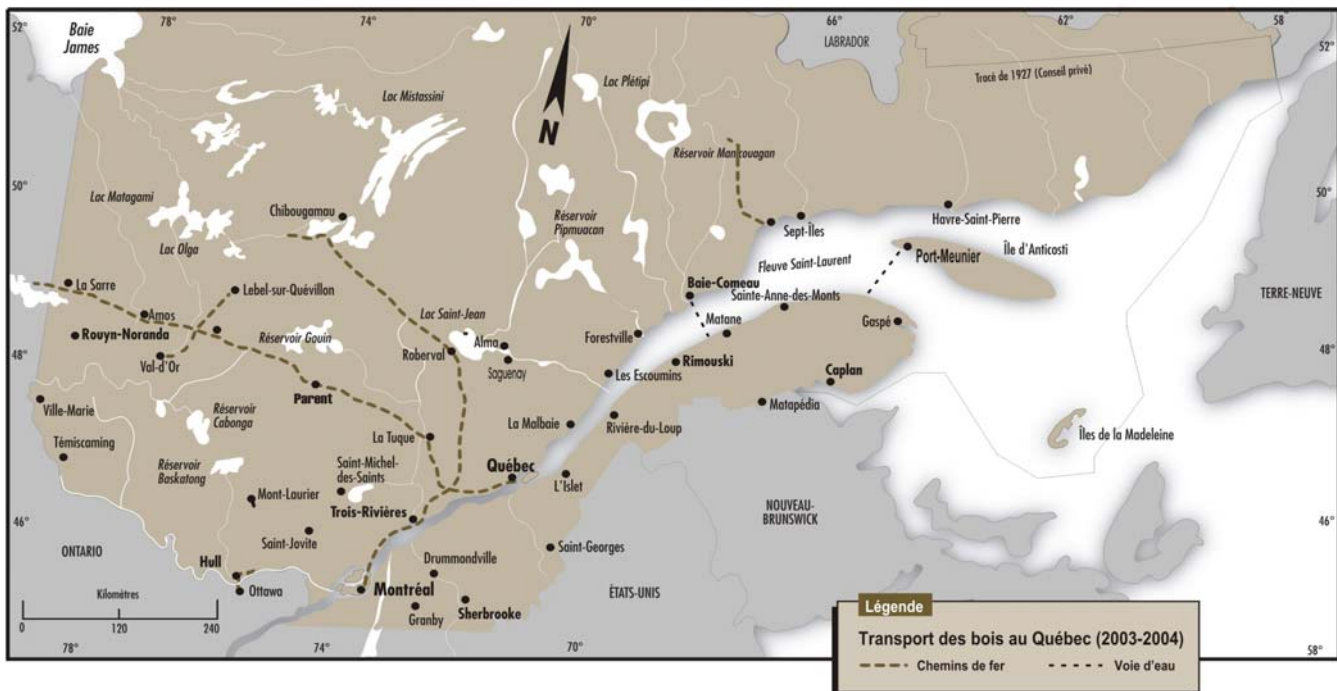 52°
78°
74°
70°
66°
62°
58
52°
Baie
James
LABRADOR
Tracé de 1927 (Conseil privé)
Lac Mistassini
Lac Plétipi
N
Réservoir Manicouagan
50°
50°
Lac Matagami
Chibougamau
Réservoir
Pipmuacan
Havre-Saint-Pierre
Sept-Îles
Lac Olga
Île d'Anticosti
Port-Meunier
Fleuve Saint-Laurent
La Sarre
Lebel-sur-Quévillon
Baie-Comeau
Sainte-Anne-des-Monts
TERRE-NEUVE
Amos
Lac Saint-Jean
Matane
Gaspé
Rouyn-Noranda
Réservoir Gouin
Alma
Forestville
48°
48°
Val-d'Or
Roberval
Saguenay
Rimouski
Les Escoumins
Caplan
Parent
Ville-Marie
Réservoir
Cabonga
Matapédia
Rivière-du-Loup
La Malbaie
La Tuque
Îles de la Madeleine
Témiscaming
Réservoir
Baskatong
Saint-Michel-
des-Saints
Québec
L'Islet
Mont-Laurier
Trois-Rivières
NOUVEAU-
BRUNSWICK
46°
46°
Saint-Jovite
Saint-Georges
ONTARIO
Drummondville
Hull
Ottawa
Montréal
Granby
Sherbrooke
ÉTATS-UNIS
Kilomètres
0
120
240
78°
74°
70°
58°
Légende
Transport des bois au Québec (2003-2004)
Chemins de fer
Voie d'eau